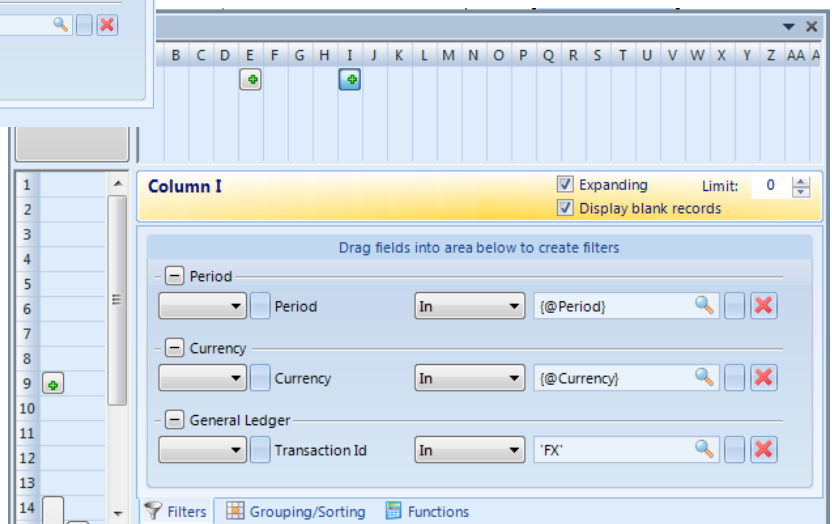 B C D E F G H I J K L M N O P Q R S T U V W X Y Z AA A
1
2
3
4
5
6
7
8
9
10
11
12
13
14
Column I
Expanding Limit: 0
Display blank records
Drag fields into area below to create filters
Period
Period In {@Period}
Currency
Currency In {@Currency}
General Ledger
Transaction Id In 'FX'
Filters Grouping/Sorting Functions